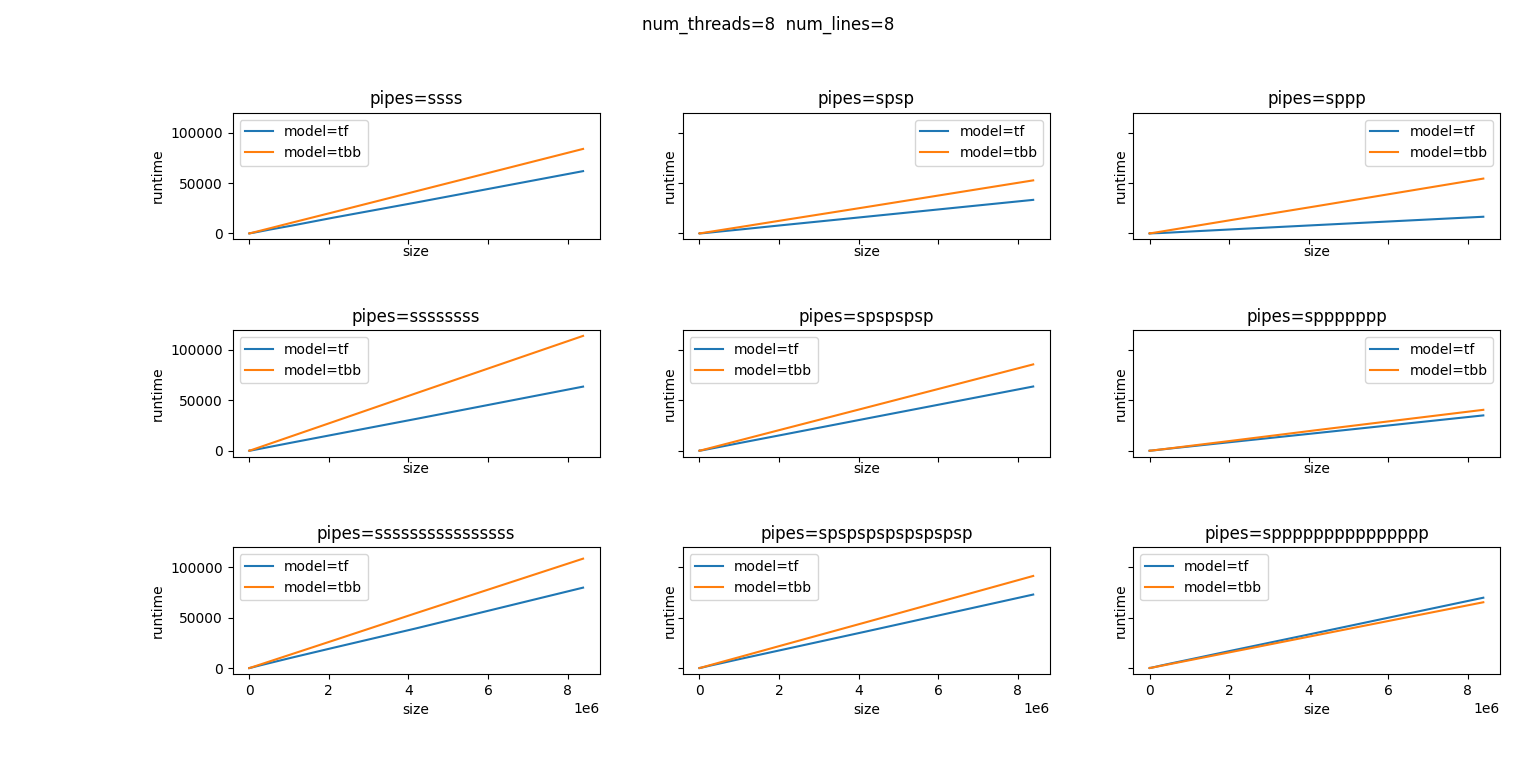 num_threads=8  num_lines=8
pipes=ssss
model=tf
model=tbb
100000
50000
0
runtime
size
pipes=spsp
model=tf
model=tbb
runtime
size
pipes=sppp
model=tf
model=tbb
runtime
size
pipes=ssssssss
model=tf
model=tbb
100000
50000
0
runtime
size
pipes=spspspsp
model=tf
model=tbb
runtime
size
pipes=sppppppp
model=tf
model=tbb
runtime
size
pipes=ssssssssssssssss
model=tf
model=tbb
100000
50000
0
runtime
0 2 4 6 8
size
1e6
pipes=spspspspspspspsp
model=tf
model=tbb
runtime
0 2 4 6 8
size
1e6
pipes=sppppppppppppppp
model=tf
model=tbb
runtime
0 2 4 6 8
size
1e6